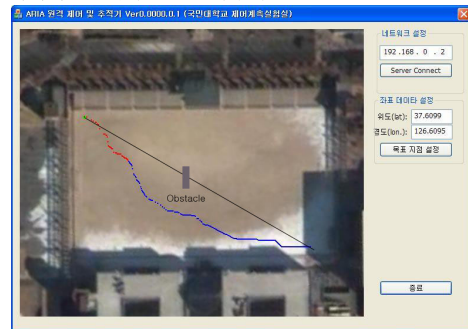 ARIA 원격 제어 및 추적기 Ver0.0000.0.1 (국민대학교 제어계측실험실)
네트워크 설정
192 .168 . 0 . 2
Server Connect
좌표 데이타 설정
위도(lat): 37.6099
경도(lon.): 126.6095
목표 지점 설정
Obstacle
종료